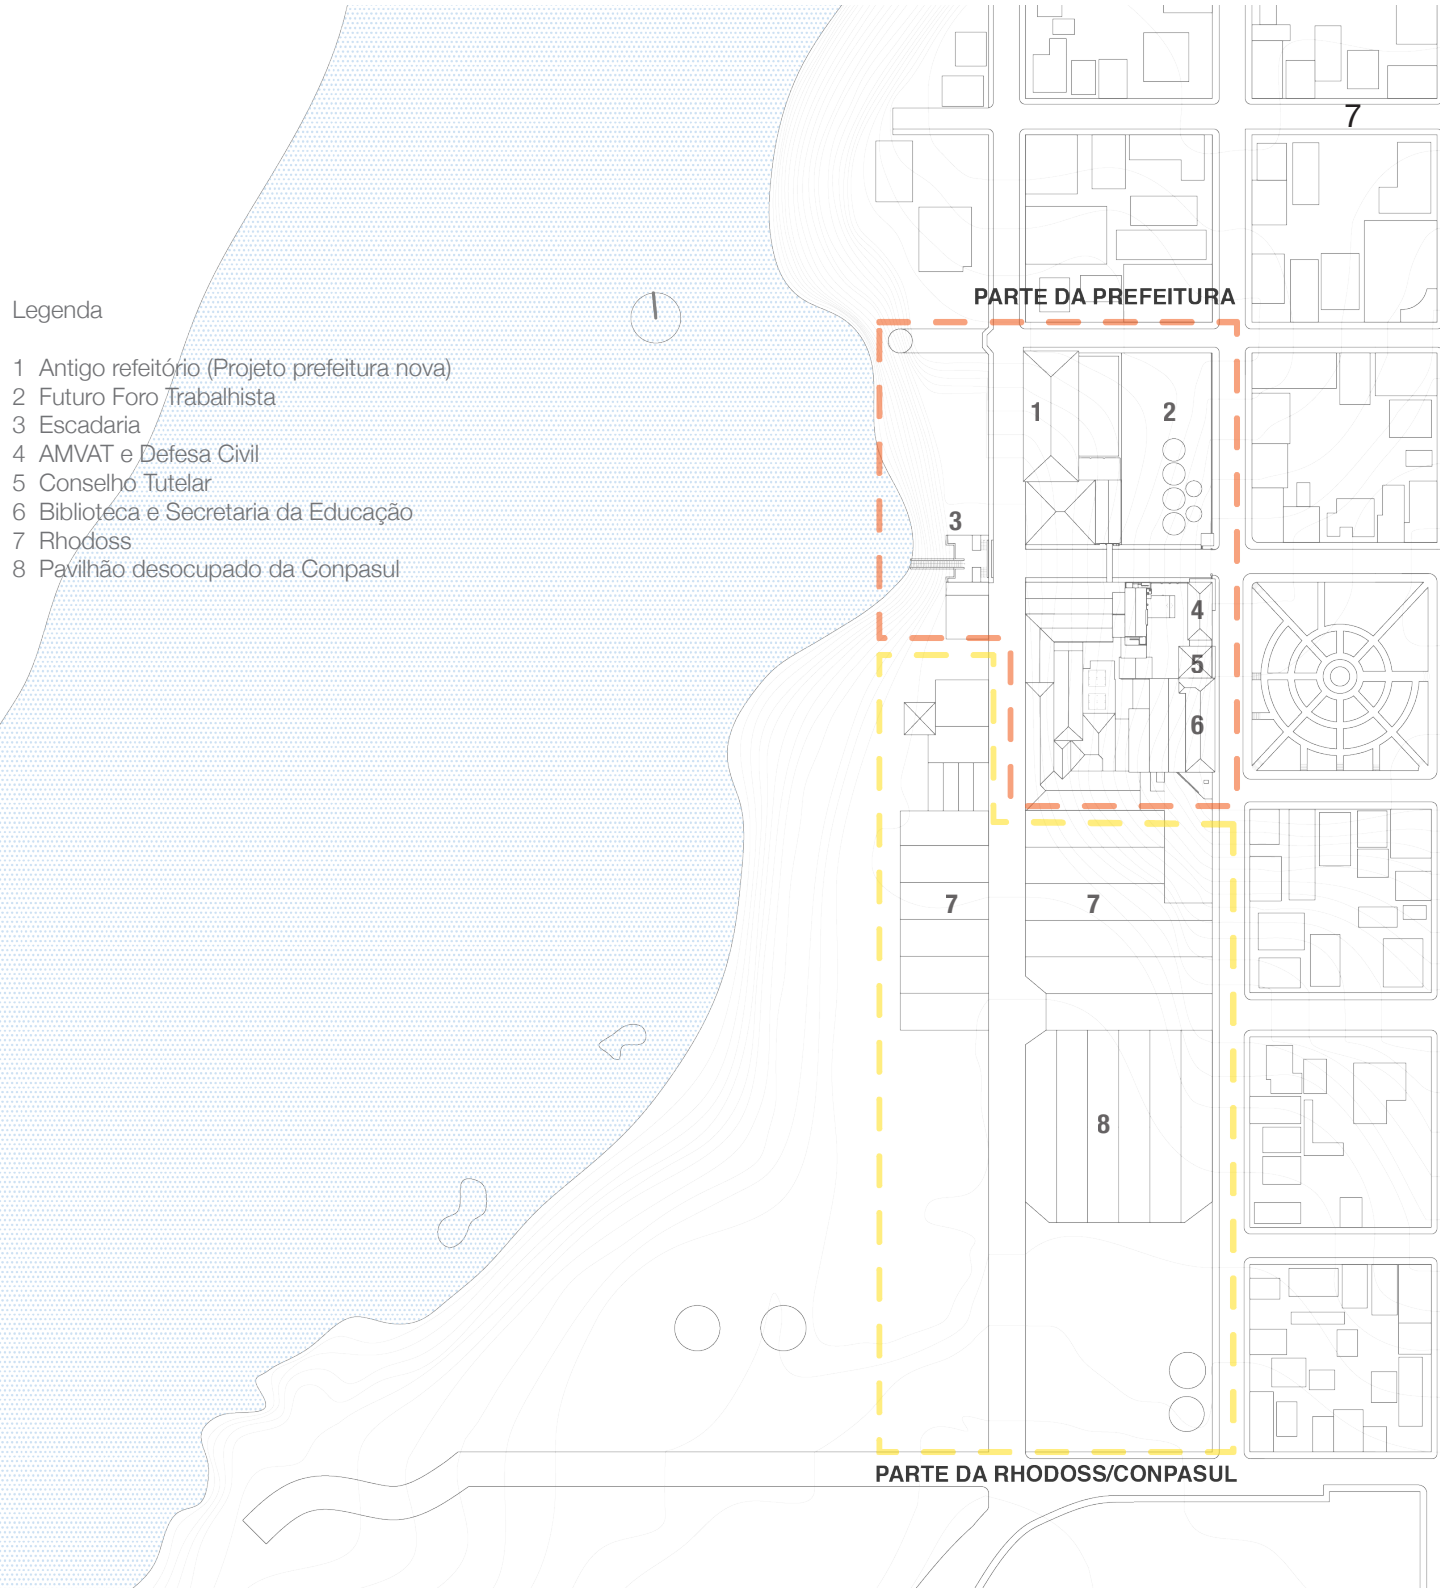 7
PARTE DA PREFEITURA
Legenda
1 Antigo refeitório (Projeto prefeitura nova)
2 Futuro Foro Trabalhista
3 Escadaria
4 AMVAT e Defesa Civil
5 Conselho Tutelar
6 Biblioteca e Secretaria da Educação
7 Rhodoss
8 Pavilhão desocupado da Conpasul
1
2
3
4
5
6
7
7
8
PARTE DA RHODOSS/CONPASUL